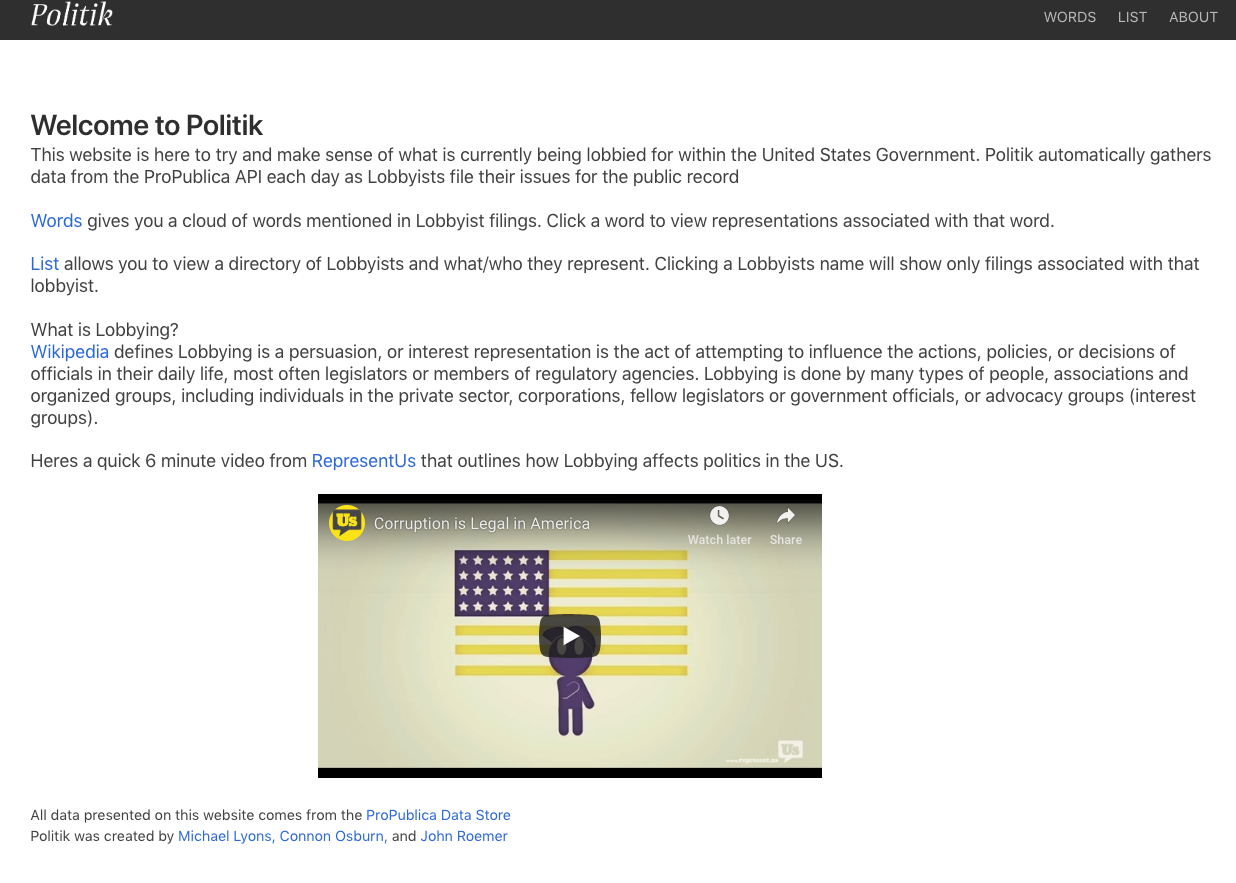 Politik
WORDS LIST ABOUT
Welcome to Politik
This website is here to try and make sense of what is currently being lobbied for within the United States Government. Politik automatically gathers
data from the ProPublica API each day as Lobbyists file their issues for the public record
Words gives you a cloud of words mentioned in Lobbyist filings. Click a word to view representations associated with that word.
List allows you to view a directory of Lobbyists and what/who they represent. Clicking a Lobbyists name will show only filings associated with that
lobbyist.
What is Lobbying?
Wikipedia defines Lobbying is a persuasion, or interest representation is the act of attempting to influence the actions, policies, or decisions of
officials in their daily life, most often legislators or members of regulatory agencies. Lobbying is done by many types of people, associations and
organized groups, including individuals in the private sector, corporations, fellow legislators or government officials, or advocacy groups (interest
groups).
Heres a quick 6 minute video from RepresentUs that outlines how Lobbying affects politics in the US.
Us Corruption is Legal in America
Watch later Share
Us
All data presented on this website comes from the ProPublica Data Store
Politik was created by Michael Lyons, Connon Osburn, and John Roemer